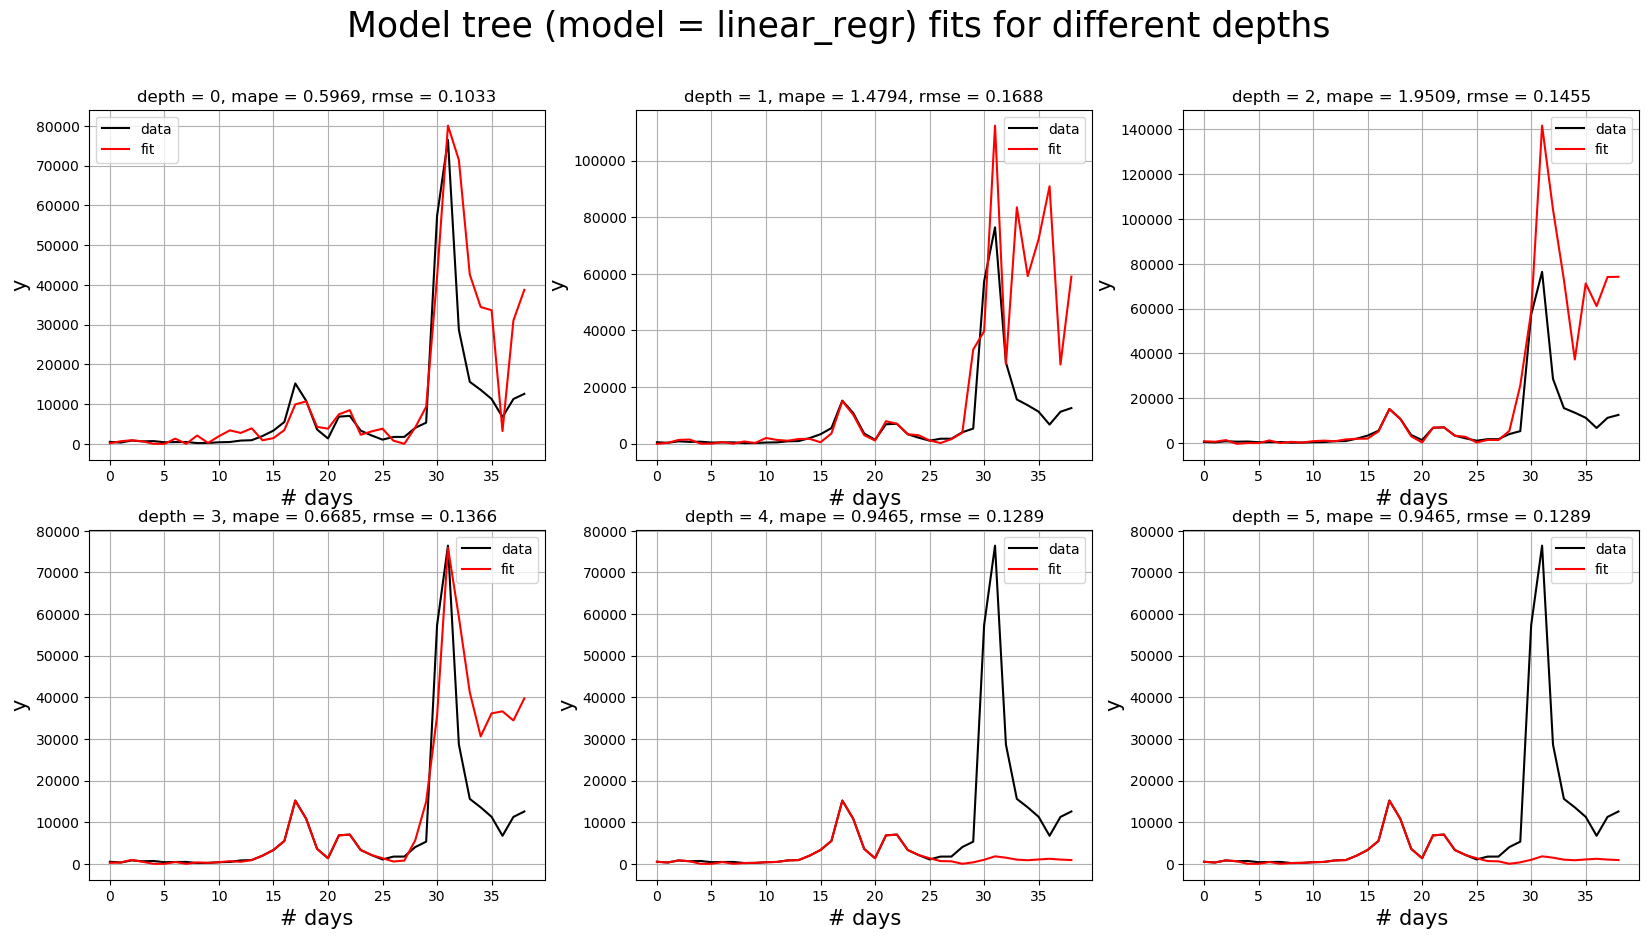 Model tree (model = linear_regr) fits for different depths
depth = 0, mape = 0.5969, rmse = 0.1033
data
fit
80000
70000
60000
50000
40000
30000
20000
10000
0
y
0 5 10 15 20 25 30 35
# days
depth = 1, mape = 1.4794, rmse = 0.1688
data
fit
100000
80000
60000
40000
20000
0
y
0 5 10 15 20 25 30 35
# days
depth = 2, mape = 1.9509, rmse = 0.1455
data
fit
140000
120000
100000
80000
60000
40000
20000
0
y
0 5 10 15 20 25 30 35
# days
depth = 3, mape = 0.6685, rmse = 0.1366
data
fit
80000
70000
60000
50000
40000
30000
20000
10000
0
y
0 5 10 15 20 25 30 35
# days
depth = 4, mape = 0.9465, rmse = 0.1289
data
fit
80000
70000
60000
50000
40000
30000
20000
10000
0
y
0 5 10 15 20 25 30 35
# days
depth = 5, mape = 0.9465, rmse = 0.1289
data
fit
80000
70000
60000
50000
40000
30000
20000
10000
0
y
0 5 10 15 20 25 30 35
# days